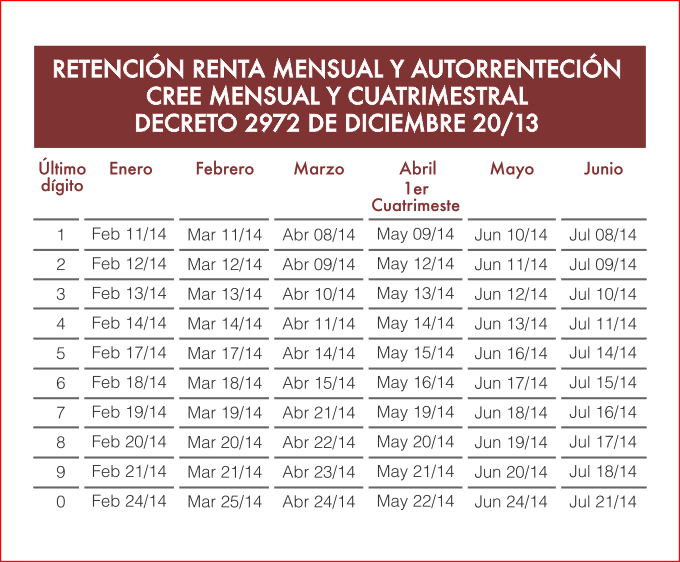 RETENCIÓN RENTA MENSUAL Y AUTORRENTECIÓN
CREE MENSUAL Y CUATRIMESTRAL
DECRETO 2972 DE DICIEMBRE 20/13
Último dígito Enero Febrero Marzo Abril 1er Cuatrimeste Mayo Junio
1 Feb 11/14 Mar 11/14 Abr 08/14 May 09/14 Jun 10/14 Jul 08/14
2 Feb 12/14 Mar 12/14 Abr 09/14 May 12/14 Jun 11/14 Jul 09/14
3 Feb 13/14 Mar 13/14 Abr 10/14 May 13/14 Jun 12/14 Jul 10/14
4 Feb 14/14 Mar 14/14 Abr 11/14 May 14/14 Jun 13/14 Jul 11/14
5 Feb 17/14 Mar 17/14 Abr 14/14 May 15/14 Jun 16/14 Jul 14/14
6 Feb 18/14 Mar 18/14 Abr 15/14 May 16/14 Jun 17/14 Jul 15/14
7 Feb 19/14 Mar 19/14 Abr 21/14 May 19/14 Jun 18/14 Jul 16/14
8 Feb 20/14 Mar 20/14 Abr 22/14 May 20/14 Jun 19/14 Jul 17/14
9 Feb 21/14 Mar 21/14 Abr 23/14 May 21/14 Jun 20/14 Jul 18/14
0 Feb 24/14 Mar 25/14 Abr 24/14 May 22/14 Jun 24/14 Jul 21/14